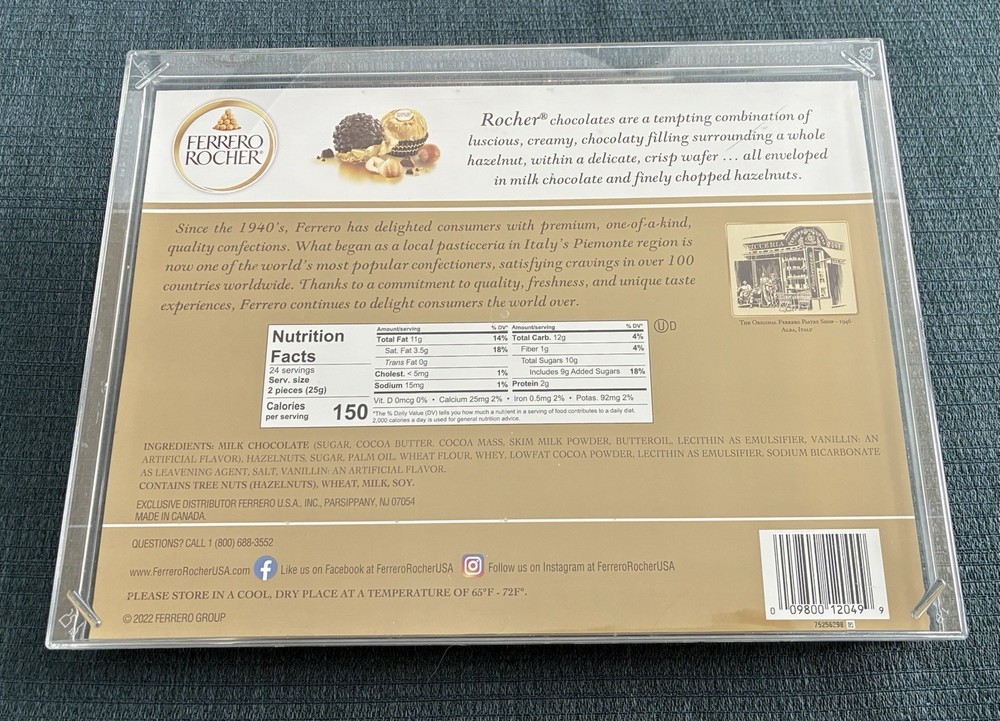 FERRERO
ROCHER®
Rocher® chocolates are a tempting combination of
luscious, creamy, chocolaty filling surrounding a whole
hazelnut, within a delicate, crisp wafer ... all enveloped
in milk chocolate and finely chopped hazelnuts.
Since the 1940's, Ferrero has delighted consumers with premium, one-of-a-kind,
quality confections. What began as a local pasticceria in Italy's Piemonte region is
now one of the world's most popular confectioners, satisfying cravings in over 100
countries worldwide. Thanks to a commitment to quality, freshness, and unique taste
experiences, Ferrero continues to delight consumers the world over.
THE ORIGINAL FERRERO PASTRY SHOP - 1946
ALBA, ITALY
Nutrition
Facts
24 servings
Serv. size
2 pieces (25g)
Calories 150
per serving
Amount/serving % DV*
Total Fat 11g 14%
Sat. Fat 3.5g 18%
Trans Fat 0g
Cholest. < 5mg 1%
Sodium 15mg 1%
Amount/serving % DV*
Total Carb. 12g 4%
Fiber 1g 4%
Total Sugars 10g
Includes 9g Added Sugars 18%
Protein 2g
Vit. D 0mcg 0% • Calcium 25mg 2% • Iron 0.5mg 2% • Potas. 92mg 2%
*The % Daily Value (DV) tells you how much a nutrient in a serving of food contributes to a daily diet.
2,000 calories a day is used for general nutrition advice.
Ⓤ D
INGREDIENTS: MILK CHOCOLATE (SUGAR, COCOA BUTTER, COCOA MASS, SKIM MILK POWDER, BUTTEROIL, LECITHIN AS EMULSIFIER, VANILLIN: AN
ARTIFICIAL FLAVOR), HAZELNUTS, SUGAR, PALM OIL, WHEAT FLOUR, WHEY, LOWFAT COCOA POWDER, LECITHIN AS EMULSIFIER, SODIUM BICARBONATE
AS LEAVENING AGENT, SALT, VANILLIN: AN ARTIFICIAL FLAVOR.
CONTAINS TREE NUTS (HAZELNUTS), WHEAT, MILK, SOY.
EXCLUSIVE DISTRIBUTOR FERRERO U.S.A., INC., PARSIPPANY, NJ 07054
MADE IN CANADA.
QUESTIONS? CALL 1 (800) 688-3552
www.FerreroRocherUSA.com f Like us on Facebook at FerreroRocherUSA Follow us on Instagram at FerreroRocherUSA
PLEASE STORE IN A COOL, DRY PLACE AT A TEMPERATURE OF 65°F - 72F°.
© 2022 FERRERO GROUP
0 09800 12049 9
75256298